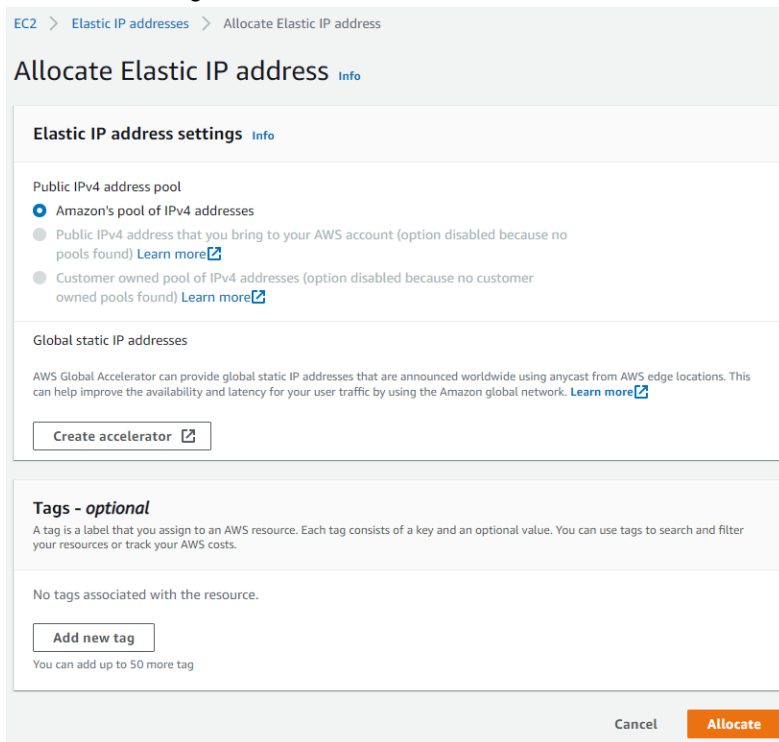 EC2 > Elastic IP addresses > Allocate Elastic IP address
Allocate Elastic IP address Info
Elastic IP address settings Info
Public IPv4 address pool
Amazon's pool of IPv4 addresses
Public IPv4 address that you bring to your AWS account (option disabled because no
pools found) Learn more
Customer owned pool of IPv4 addresses (option disabled because no customer
owned pools found) Learn more
Global static IP addresses
AWS Global Accelerator can provide global static IP addresses that are announced worldwide using anycast from AWS edge locations. This
can help improve the availability and latency for your user traffic by using the Amazon global network. Learn more
Create accelerator
Tags - optional
A tag is a label that you assign to an AWS resource. Each tag consists of a key and an optional value. You can use tags to search and filter
your resources or track your AWS costs.
No tags associated with the resource.
Add new tag
You can add up to 50 more tag
Cancel Allocate